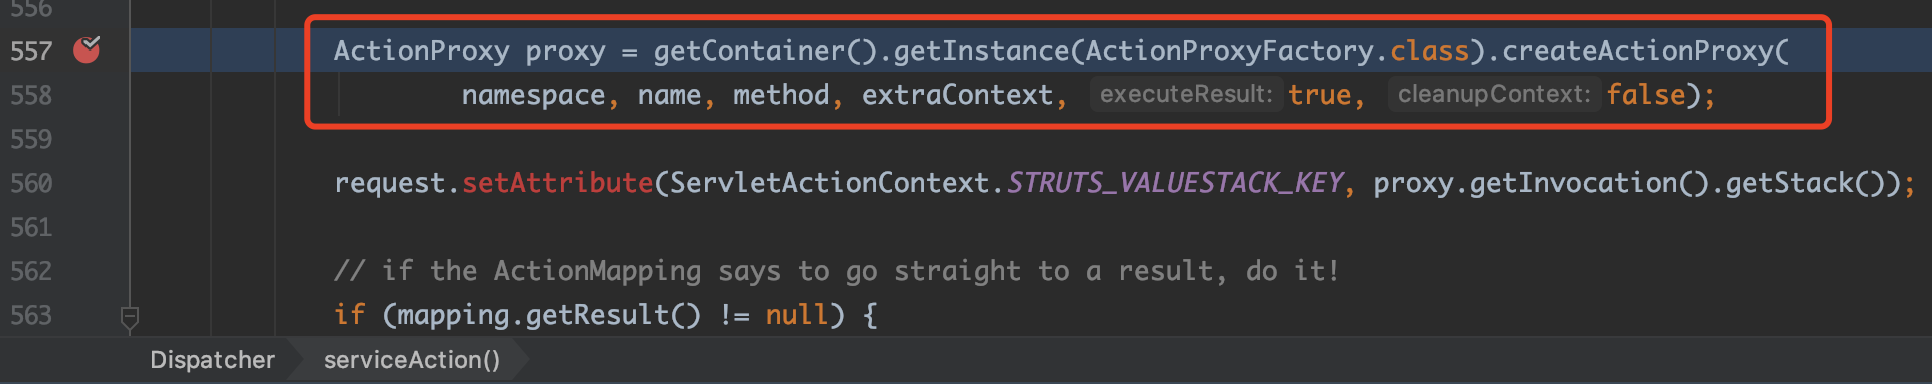 556
557 ActionProxy proxy = getContainer().getInstance(ActionProxyFactory.class).createActionProxy(
558 namespace, name, method, extraContext, executeResult: true, cleanupContext: false);
559
560 request.setAttribute(ServletActionContext.STRUTS_VALUESTACK_KEY, proxy.getInvocation().getStack());
561
562 // if the ActionMapping says to go straight to a result, do it!
563 if (mapping.getResult() != null) {
Dispatcher serviceAction()